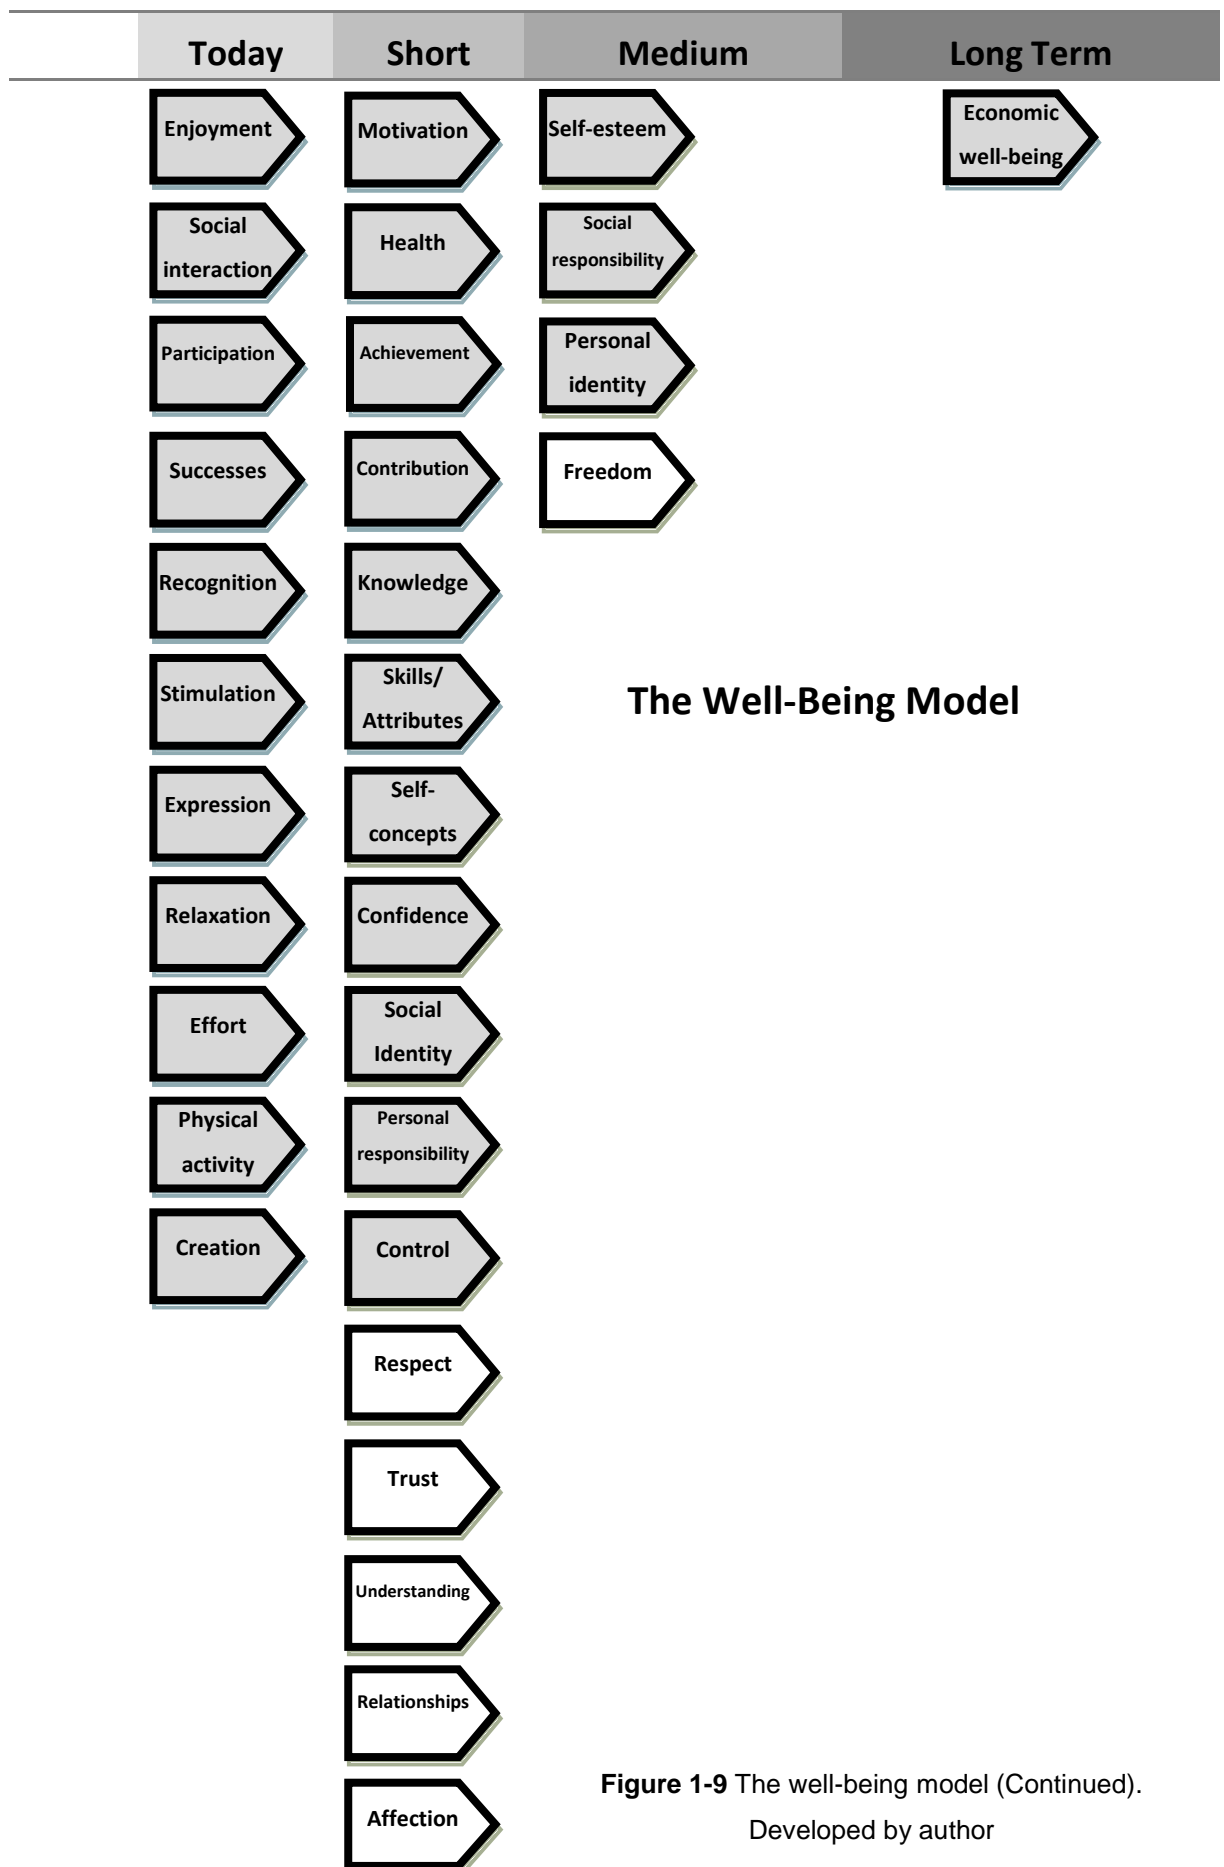 Today Short Medium Long Term
Enjoyment Motivation Self-esteem Economic
well-being
Social
interaction
Health
Social
responsibility
Participation Achievement
Personal
identity
Successes Contribution Freedom
Recognition Knowledge
Stimulation
Skills/
Attributes
The Well-Being Model
Expression
Self-
concepts
Relaxation Confidence
Effort
Social
Identity
Physical
activity
Personal
responsibility
Creation Control
Respect
Trust
Understanding
Relationships
Affection
Figure 1-9 The well-being model (Continued).
Developed by author